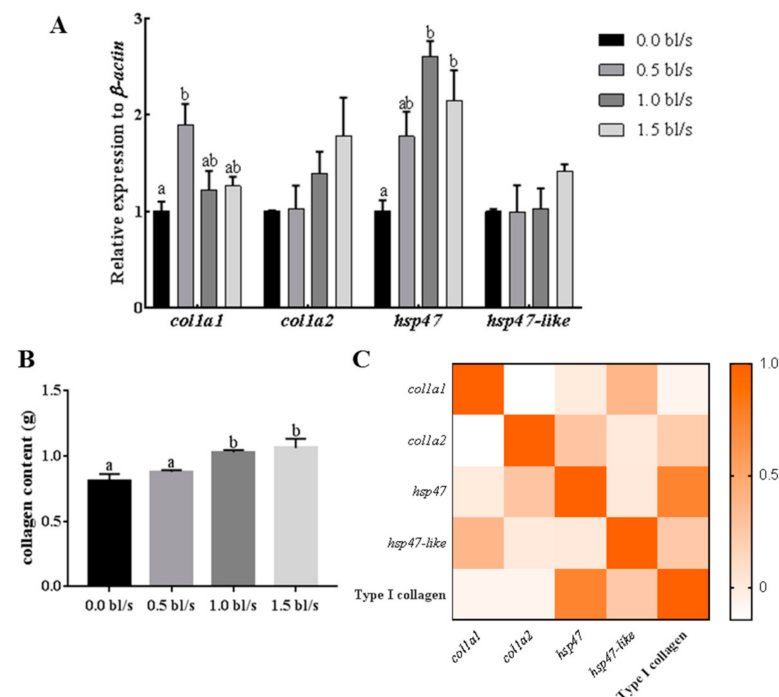 A
Relative expression to β-actin
3
2
1
0
a
b
ab
ab
a
ab
b
b
col1a1
col1a2
hsp47
hsp47-like
0.0 bl/s
0.5 bl/s
1.0 bl/s
1.5 bl/s
B
collagen content (g)
1.5
1.0
0.5
0.0
a
a
b
b
0.0 bl/s
0.5 bl/s
1.0 bl/s
1.5 bl/s
C
col1a1
col1a2
hsp47
hsp47-like
Type I collagen
col1a1
col1a2
hsp47
hsp47-like
Type I collagen
1.0
0.5
0